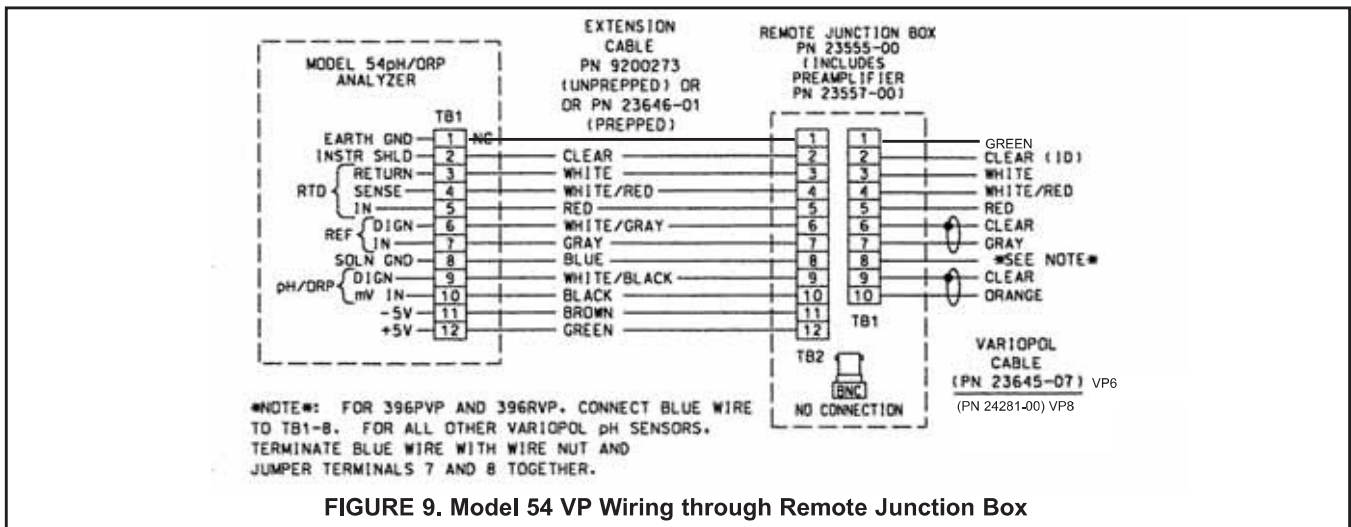 EXTENSION
CABLE
PN 9200273
(UNPREPPED) OR
OR PN 23646-01
(PREPPED)
REMOTE JUNCTION BOX
PN 23555-00
(INCLUDES
PREAMPLIFIER
PN 23557-00)
MODEL 54pH/ORP
ANALYZER
TB1
EARTH GND 1 NC 1 1 GREEN
INSTR SHLD 2 CLEAR 2 2 CLEAR (ID)
RTD
RETURN 3 WHITE 3 3 WHITE
SENSE 4 WHITE/RED 4 4 WHITE/RED
IN 5 RED 5 5 RED
REF
DIGN 6 WHITE/GRAY 6 6 CLEAR
IN 7 GRAY 7 7 GRAY
SOLN GND 8 BLUE 8 8 *SEE NOTE*
pH/ORP
DIGN 9 WHITE/BLACK 9 9 CLEAR
mV IN 10 BLACK 10 10 ORANGE
-5V 11 BROWN 11
+5V 12 GREEN 12
TB1
TB2
BNC
NO CONNECTION
VARIOPOL
CABLE
(PN 23645-07) VP6
(PN 24281-00) VP8
*NOTE*: FOR 396PVP AND 396RVP. CONNECT BLUE WIRE
TO TB1-8. FOR ALL OTHER VARIOPOL pH SENSORS.
TERMINATE BLUE WIRE WITH WIRE NUT AND
JUMPER TERMINALS 7 AND 8 TOGETHER.
FIGURE 9. Model 54 VP Wiring through Remote Junction Box